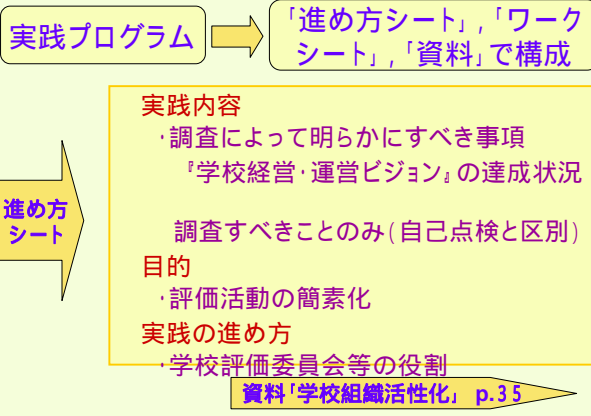 実践プログラム
「進め方シート」,「ワーク
シート」,「資料」で構成
実践内容
・調査によって明らかにすべき事項
『学校経営・運営ビジョン』の達成状況
進め方
シート
調査すべきことのみ(自己点検と区別)
目的
・評価活動の簡素化
実践の進め方
・学校評価委員会等の役割
資料「学校組織活性化」 p.35